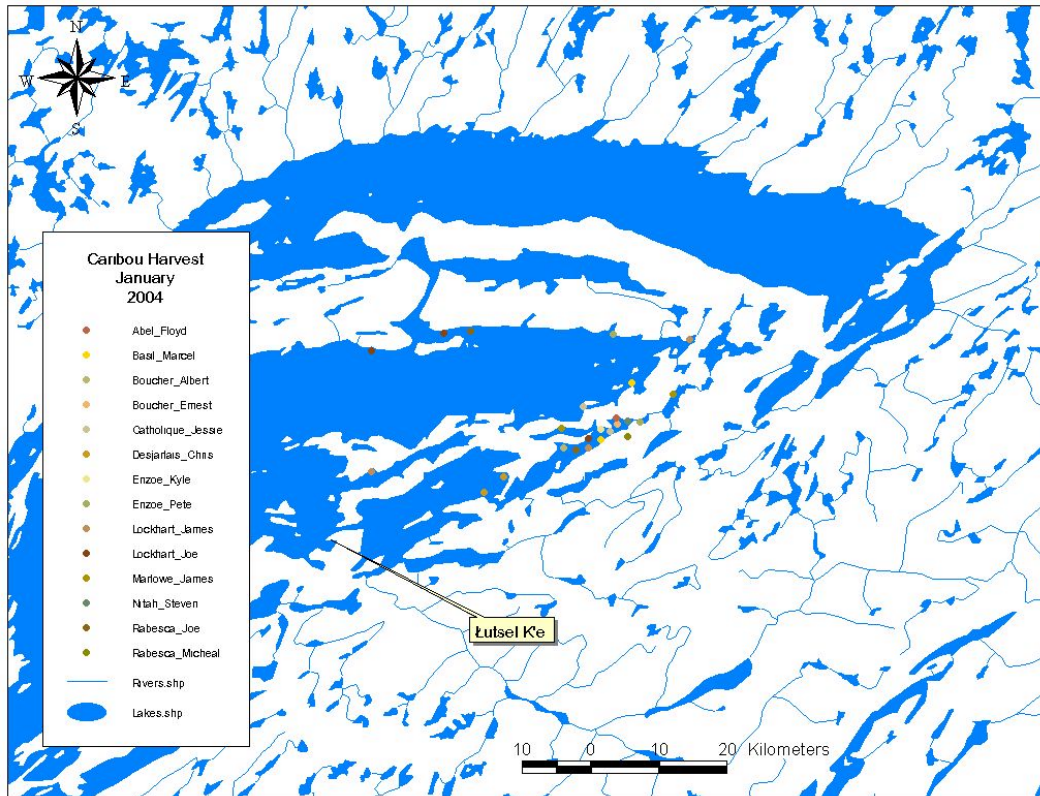 N
W E
S
Caribou Harvest
January
2004
Abel_Floyd
Basil_Marcel
Boucher_Albert
Boucher_Ernest
Catholique_Jessie
Desjarlais_Chris
Enzoe_Kyle
Enzoe_Pete
Lockhart_James
Lockhart_Joe
Marlowe_James
Nitah_Steven
Rabesca_Joe
Rabesca_Micheal
Rivers.shp
Lakes.shp
Łutsel K'e
10 0 10 20 Kilometers